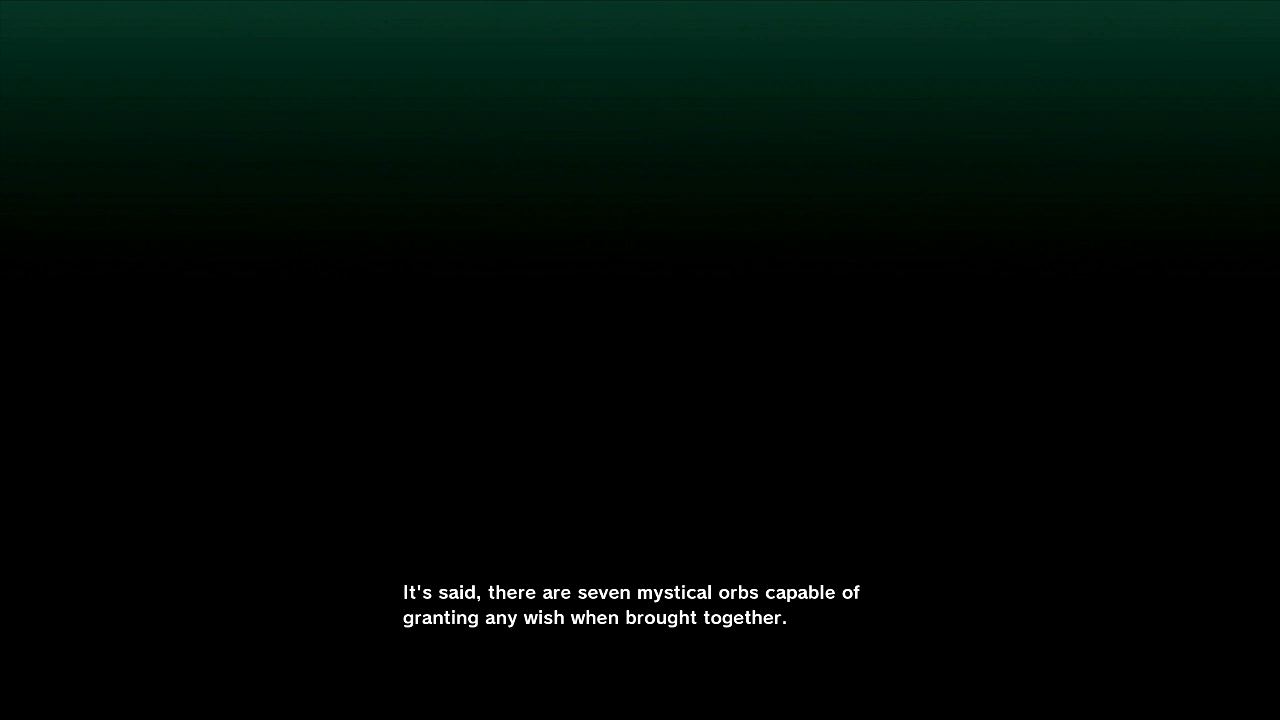 It's said, there are seven mystical orbs capable of
granting any wish when brought together.